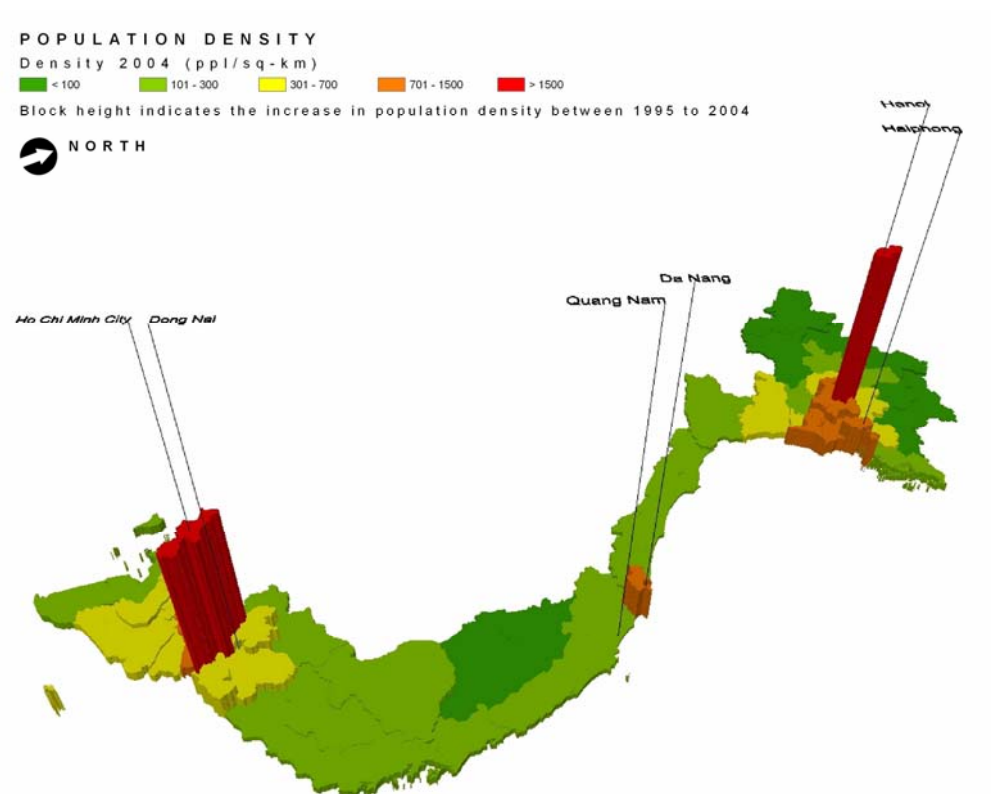 POPULATION DENSITY
Density 2004 (ppl/sq-km)
< 100 101 - 300 301 - 700 701 - 1500 > 1500
Block height indicates the increase in population density between 1995 to 2004
NORTH
Hanoi
Haiphong
Da Nang
Quang Nam
Ho Chi Minh City Dong Nai